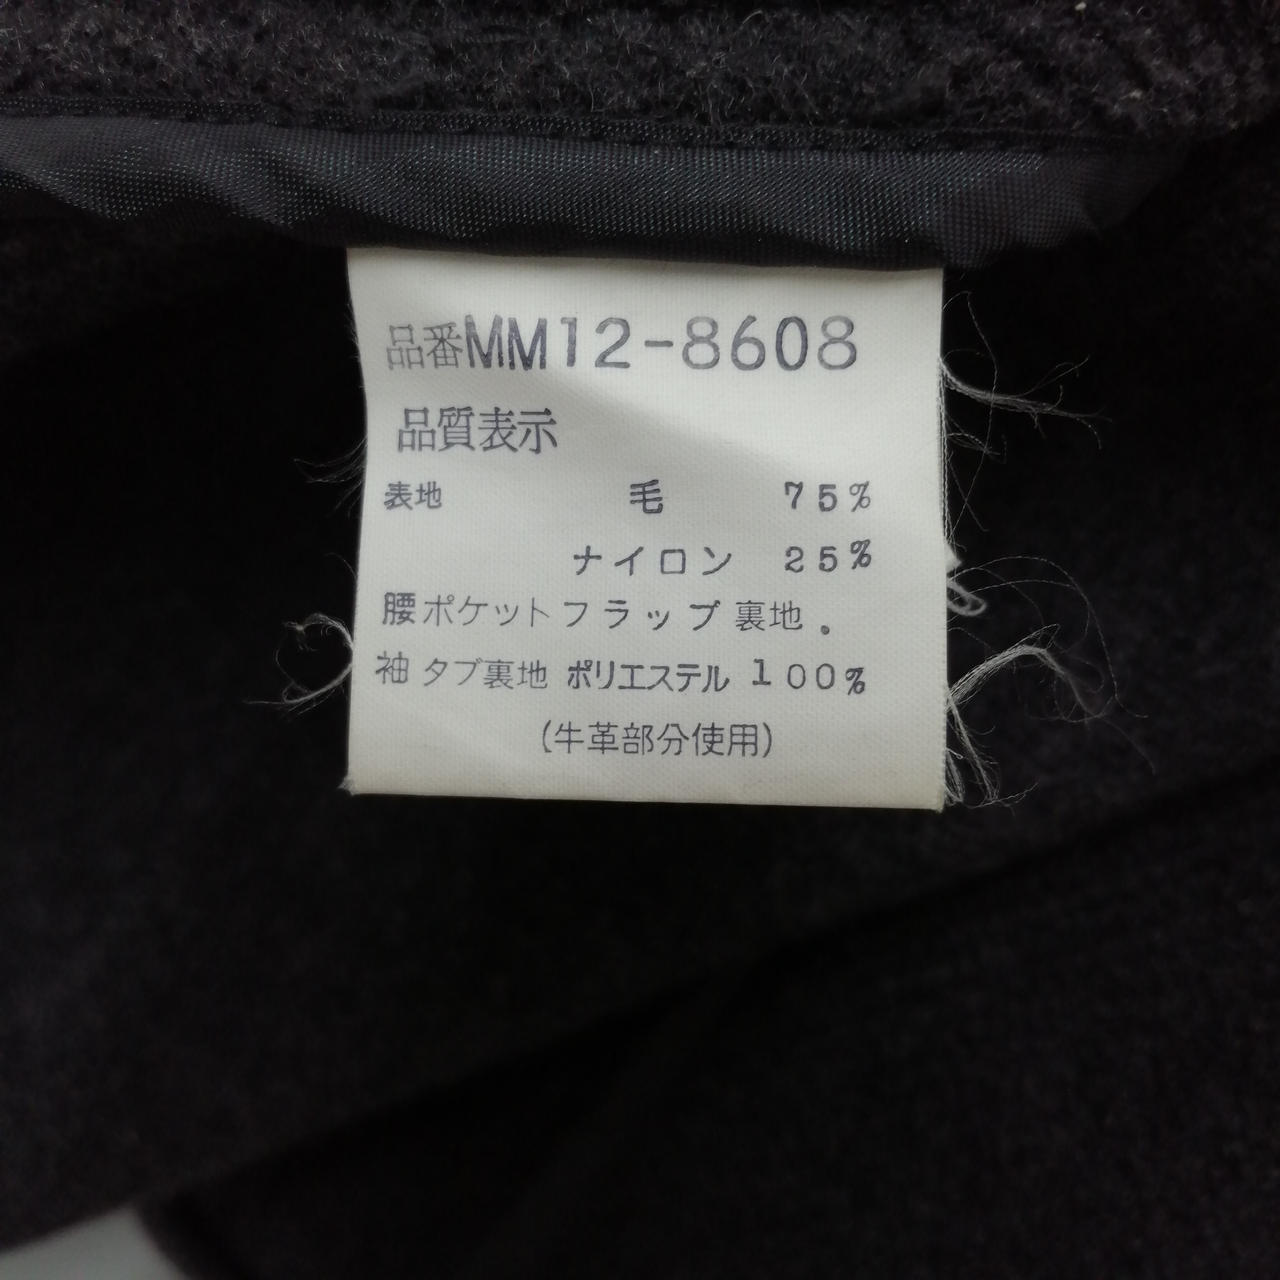 品番MM12-8608
品質表示
表地 毛 75%
ナイロン 25%
腰ポケットフラップ裏地.
袖タブ裏地 ポリエステル 100%
(牛革部分使用)